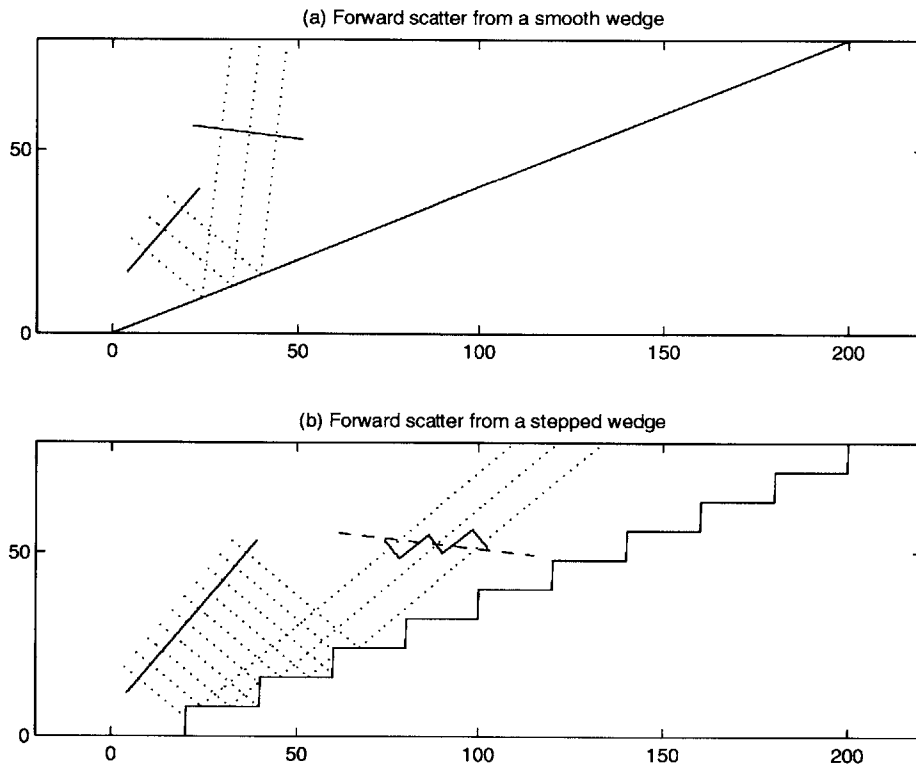 (a) Forward scatter from a smooth wedge
50
0
0 50 100 150 200
(b) Forward scatter from a stepped wedge
50
0
0 50 100 150 200